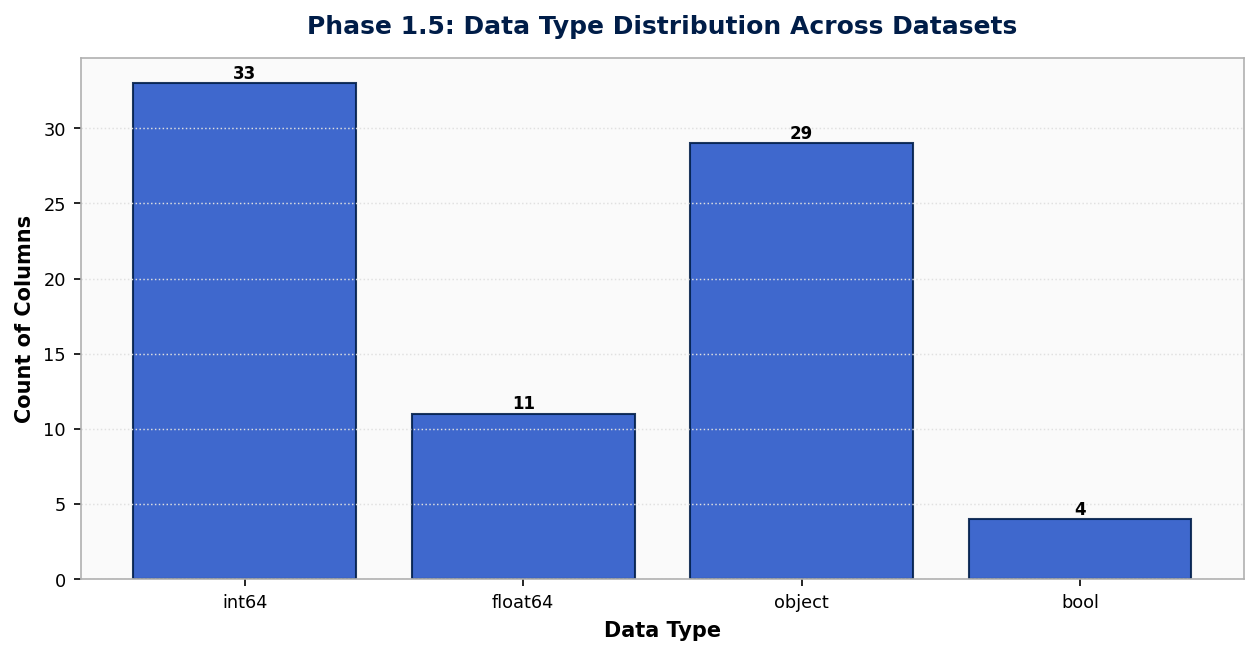 Phase 1.5: Data Type Distribution Across Datasets
Count of Columns
30
25
20
15
10
5
0
33
11
29
4
int64 float64 object bool
Data Type